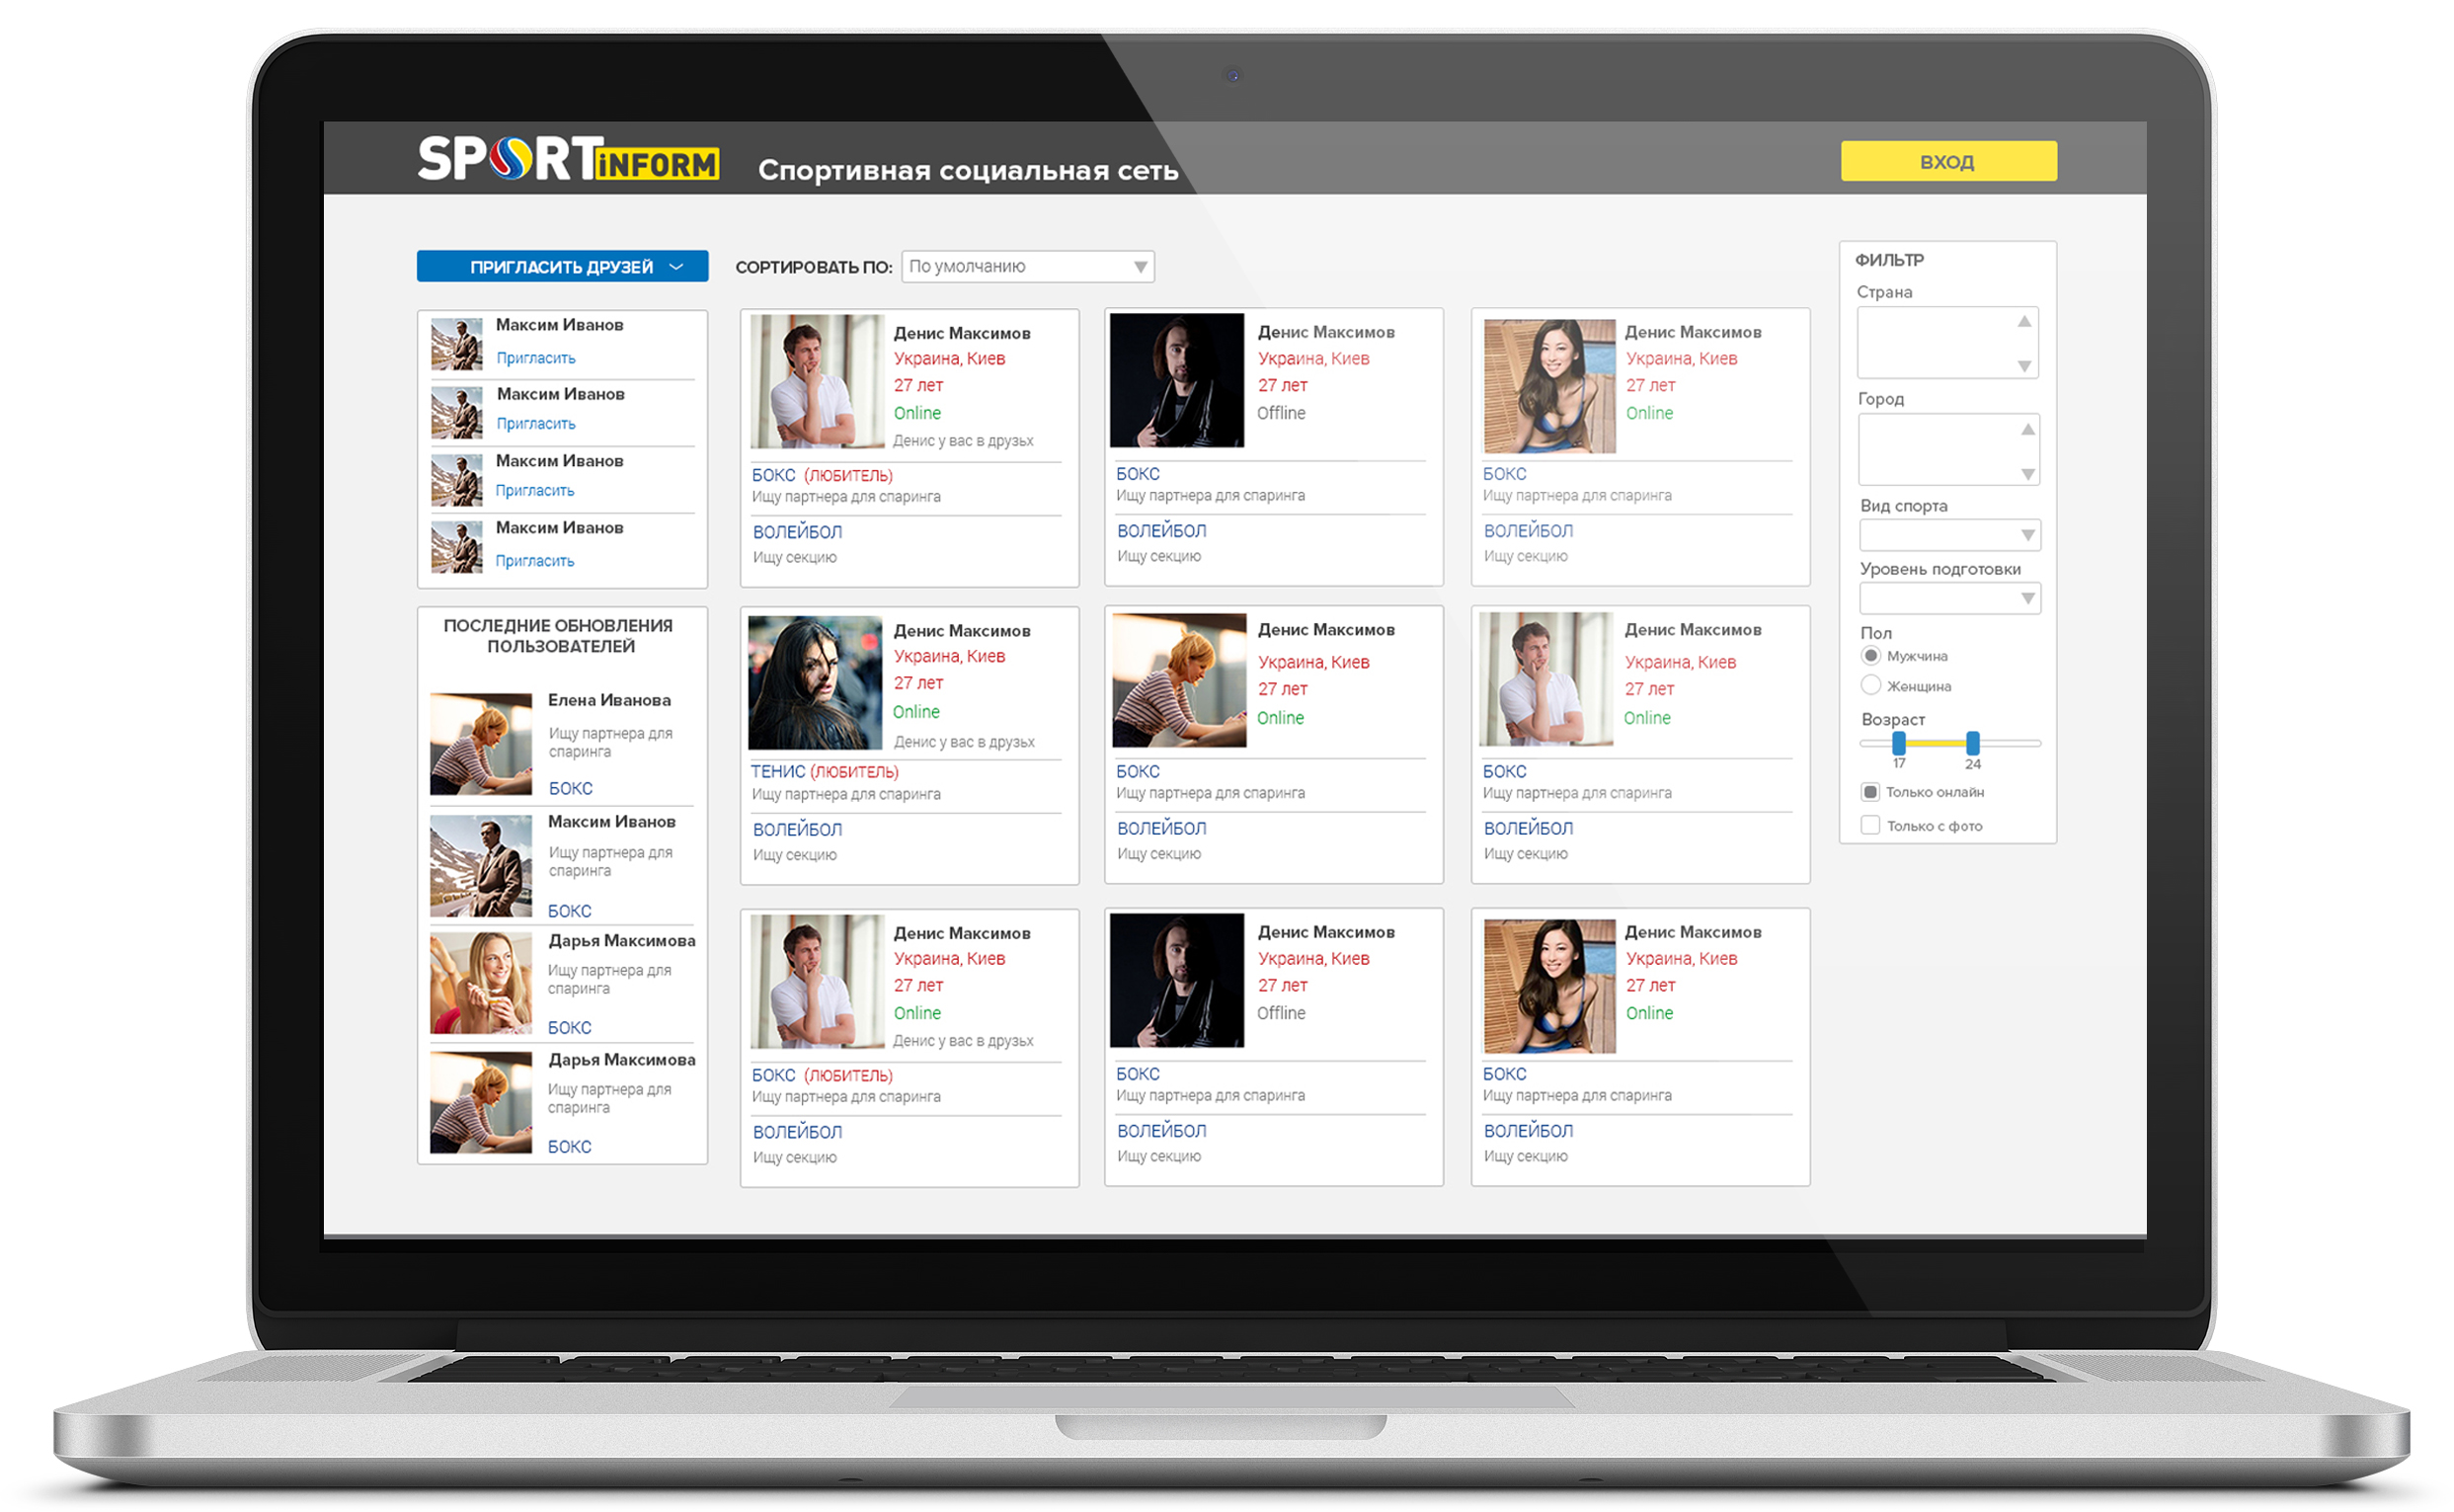 SPORT iNFORM
Спортивная социальная сеть
ВХОД
ПРИГЛАСИТЬ ДРУЗЕЙ
СОРТИРОВАТЬ ПО: По умолчанию
Максим Иванов
Пригласить
Максим Иванов
Пригласить
Максим Иванов
Пригласить
Максим Иванов
Пригласить
ПОСЛЕДНИЕ ОБНОВЛЕНИЯ
ПОЛЬЗОВАТЕЛЕЙ
Елена Иванова
Ищу партнера для
спаринга
БОКС
Максим Иванов
Ищу партнера для
спаринга
БОКС
Дарья Максимова
Ищу партнера для
спаринга
БОКС
Дарья Максимова
Ищу партнера для
спаринга
БОКС
Денис Максимов
Украина, Киев
27 лет
Online
Денис у вас в друзьх
БОКС (ЛЮБИТЕЛЬ)
Ищу партнера для спаринга
ВОЛЕЙБОЛ
Ищу секцию
Денис Максимов
Украина, Киев
27 лет
Offline
БОКС
Ищу партнера для спаринга
ВОЛЕЙБОЛ
Ищу секцию
Денис Максимов
Украина, Киев
27 лет
Online
БОКС
Ищу партнера для спаринга
ВОЛЕЙБОЛ
Ищу секцию
Денис Максимов
Украина, Киев
27 лет
Online
Денис у вас в друзьх
ТЕНИС (ЛЮБИТЕЛЬ)
Ищу партнера для спаринга
ВОЛЕЙБОЛ
Ищу секцию
Денис Максимов
Украина, Киев
27 лет
Online
БОКС
Ищу партнера для спаринга
ВОЛЕЙБОЛ
Ищу секцию
Денис Максимов
Украина, Киев
27 лет
Online
БОКС
Ищу партнера для спаринга
ВОЛЕЙБОЛ
Ищу секцию
Денис Максимов
Украина, Киев
27 лет
Online
Денис у вас в друзьх
БОКС (ЛЮБИТЕЛЬ)
Ищу партнера для спаринга
ВОЛЕЙБОЛ
Ищу секцию
Денис Максимов
Украина, Киев
27 лет
Offline
БОКС
Ищу партнера для спаринга
ВОЛЕЙБОЛ
Ищу секцию
Денис Максимов
Украина, Киев
27 лет
Online
БОКС
Ищу партнера для спаринга
ВОЛЕЙБОЛ
Ищу секцию
ФИЛЬТР
Страна
Город
Вид спорта
Уровень подготовки
Пол
Мужчина
Женщина
Возраст
17 24
Только онлайн
Только с фото